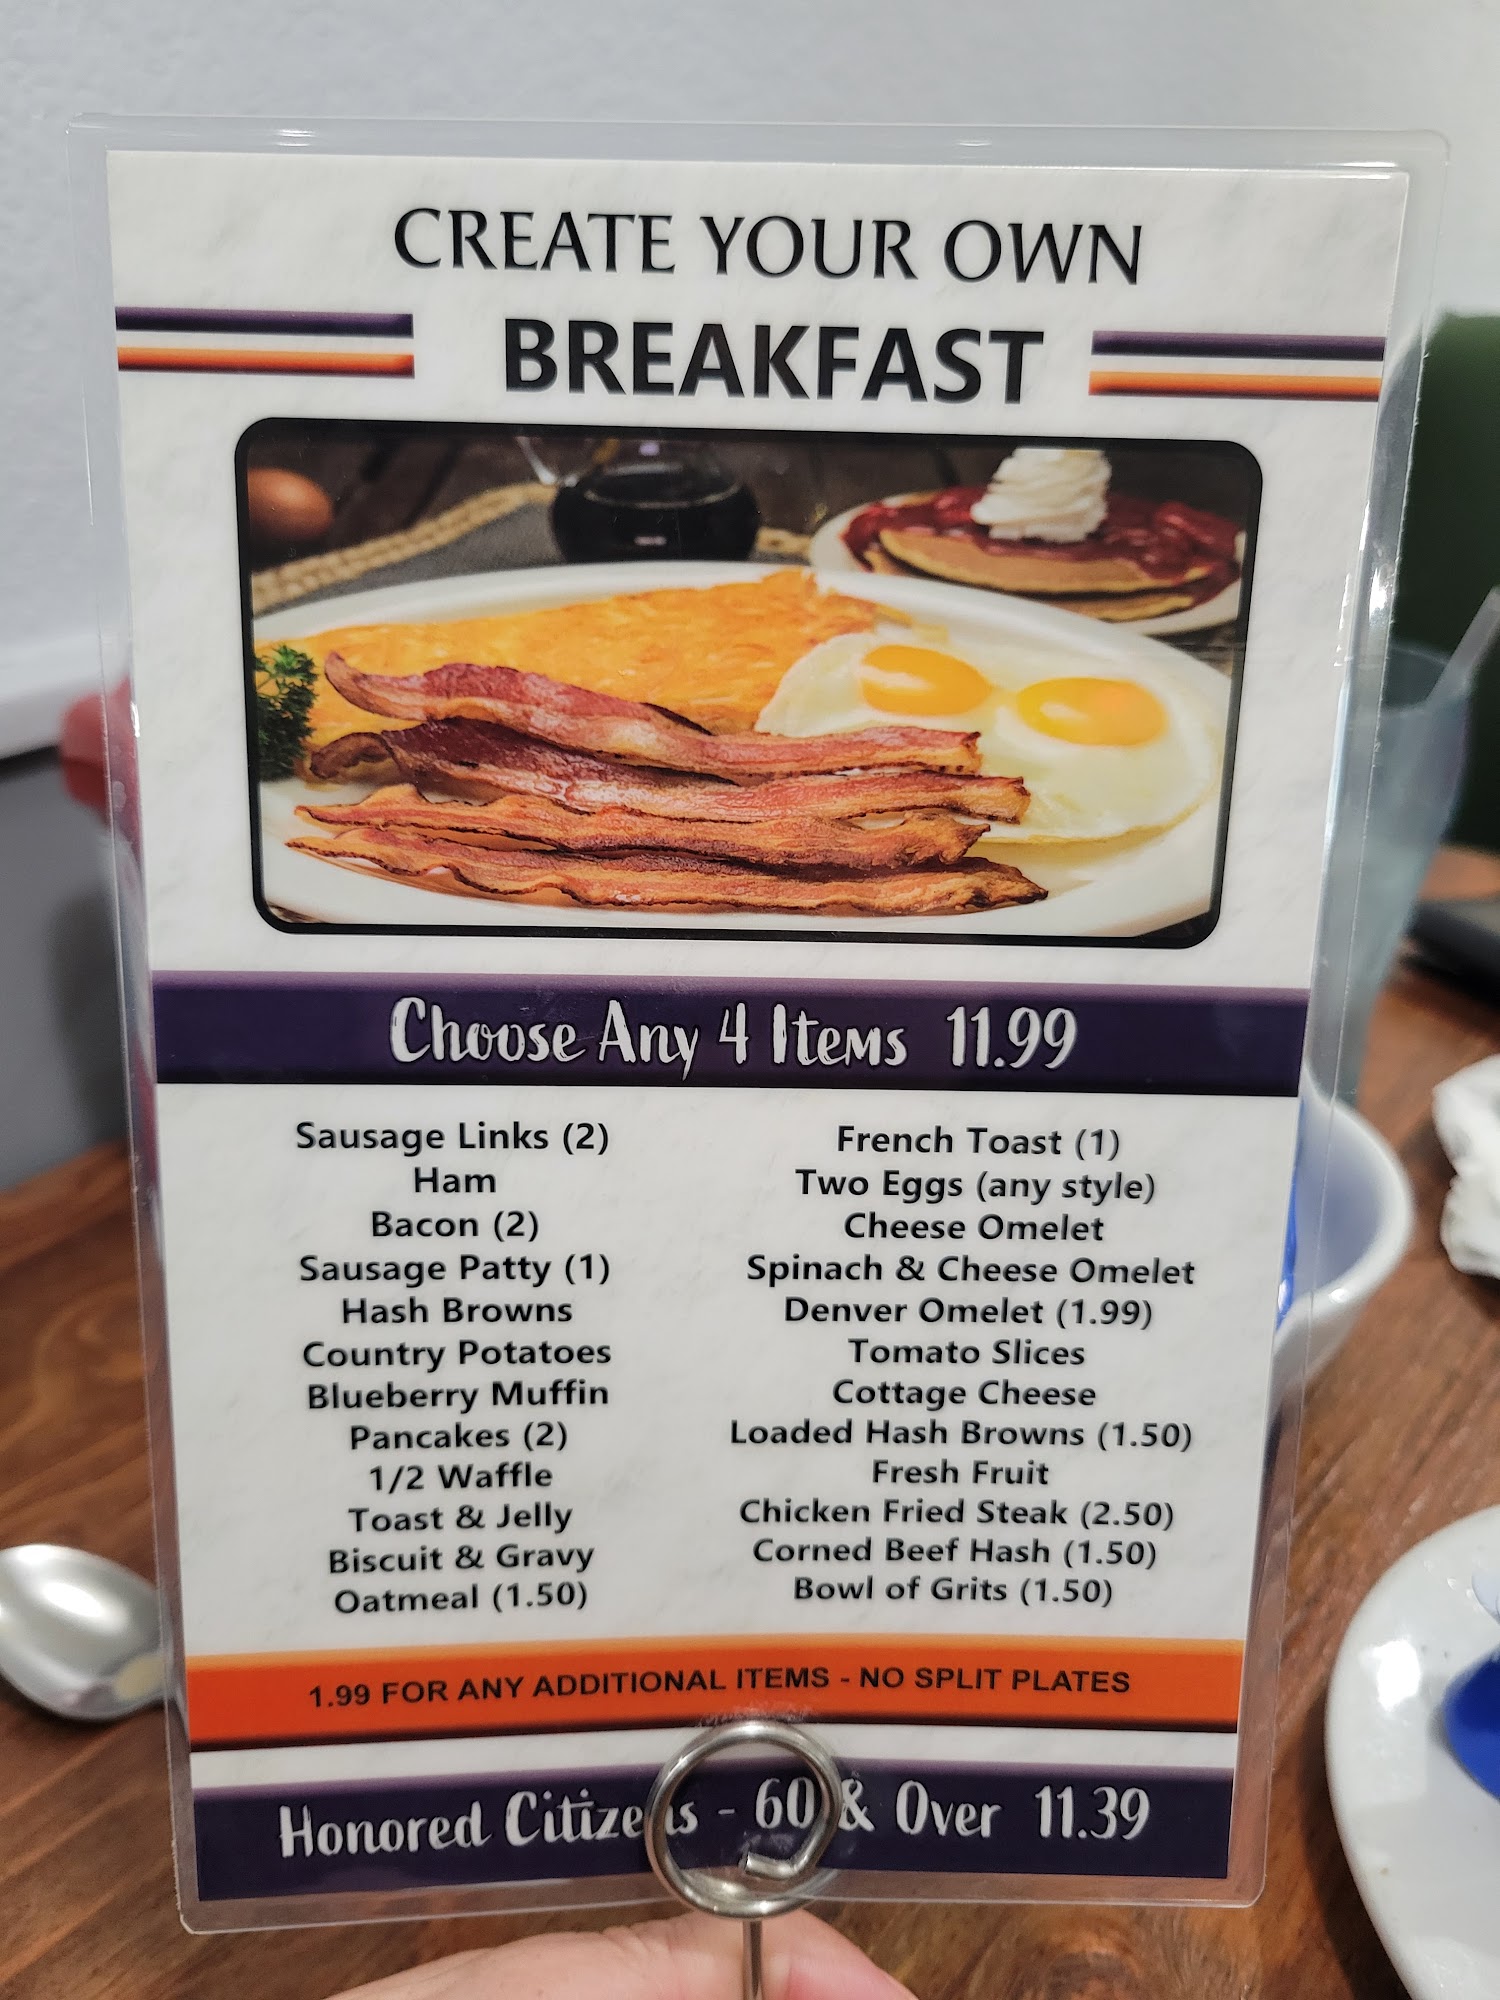 CREATE YOUR OWN
BREAKFAST
Choose Any 4 Items 11.99
Sausage Links (2)
Ham
Bacon (2)
Sausage Patty (1)
Hash Browns
Country Potatoes
Blueberry Muffin
Pancakes (2)
1/2 Waffle
Toast & Jelly
Biscuit & Gravy
Oatmeal (1.50)
French Toast (1)
Two Eggs (any style)
Cheese Omelet
Spinach & Cheese Omelet
Denver Omelet (1.99)
Tomato Slices
Cottage Cheese
Loaded Hash Browns (1.50)
Fresh Fruit
Chicken Fried Steak (2.50)
Corned Beef Hash (1.50)
Bowl of Grits (1.50)
1.99 FOR ANY ADDITIONAL ITEMS - NO SPLIT PLATES
Honored Citizens - 60 & Over 11.39